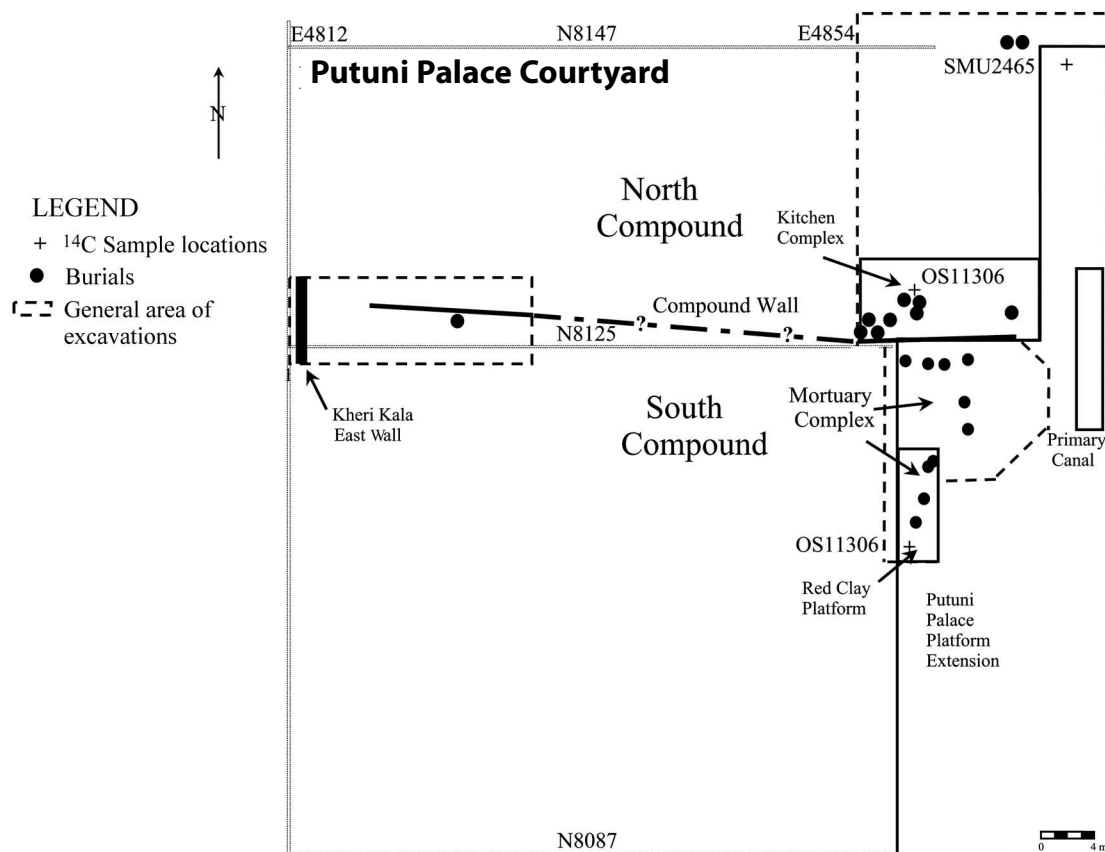 E4812
N8147
E4854
Putuni Palace Courtyard
SMU2465
N
LEGEND
+ ¹⁴C Sample locations
Burials
General area of
excavations
North
Compound
Kitchen
Complex
OS11306
Compound Wall
?
?
N8125
Kheri Kala
East Wall
South
Compound
Mortuary
Complex
Primary
Canal
OS11306
Red Clay
Platform
Putuni
Palace
Platform
Extension
N8087
0 4 m